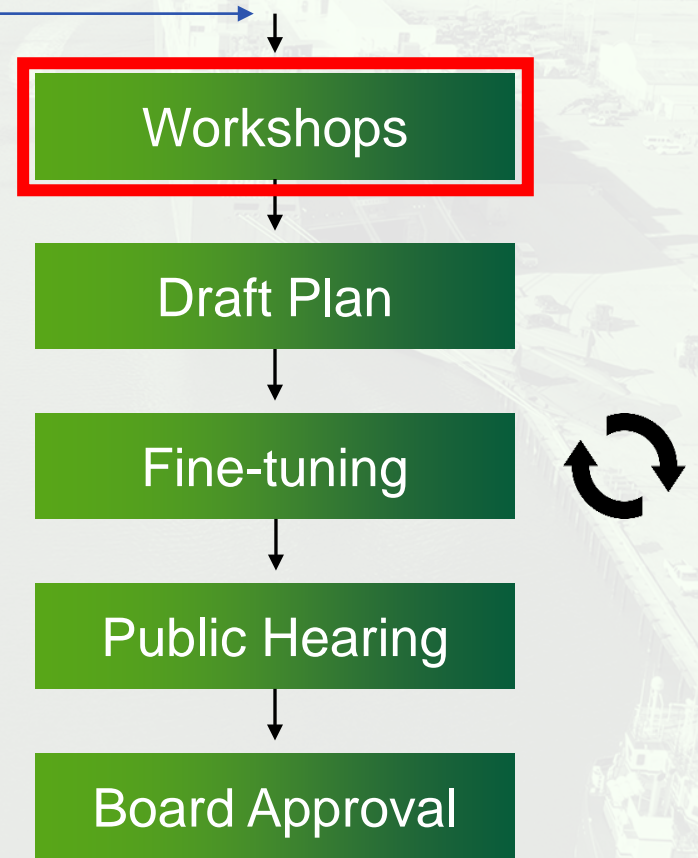 Workshops
Draft Plan
Fine-tuning
Public Hearing
Board Approval